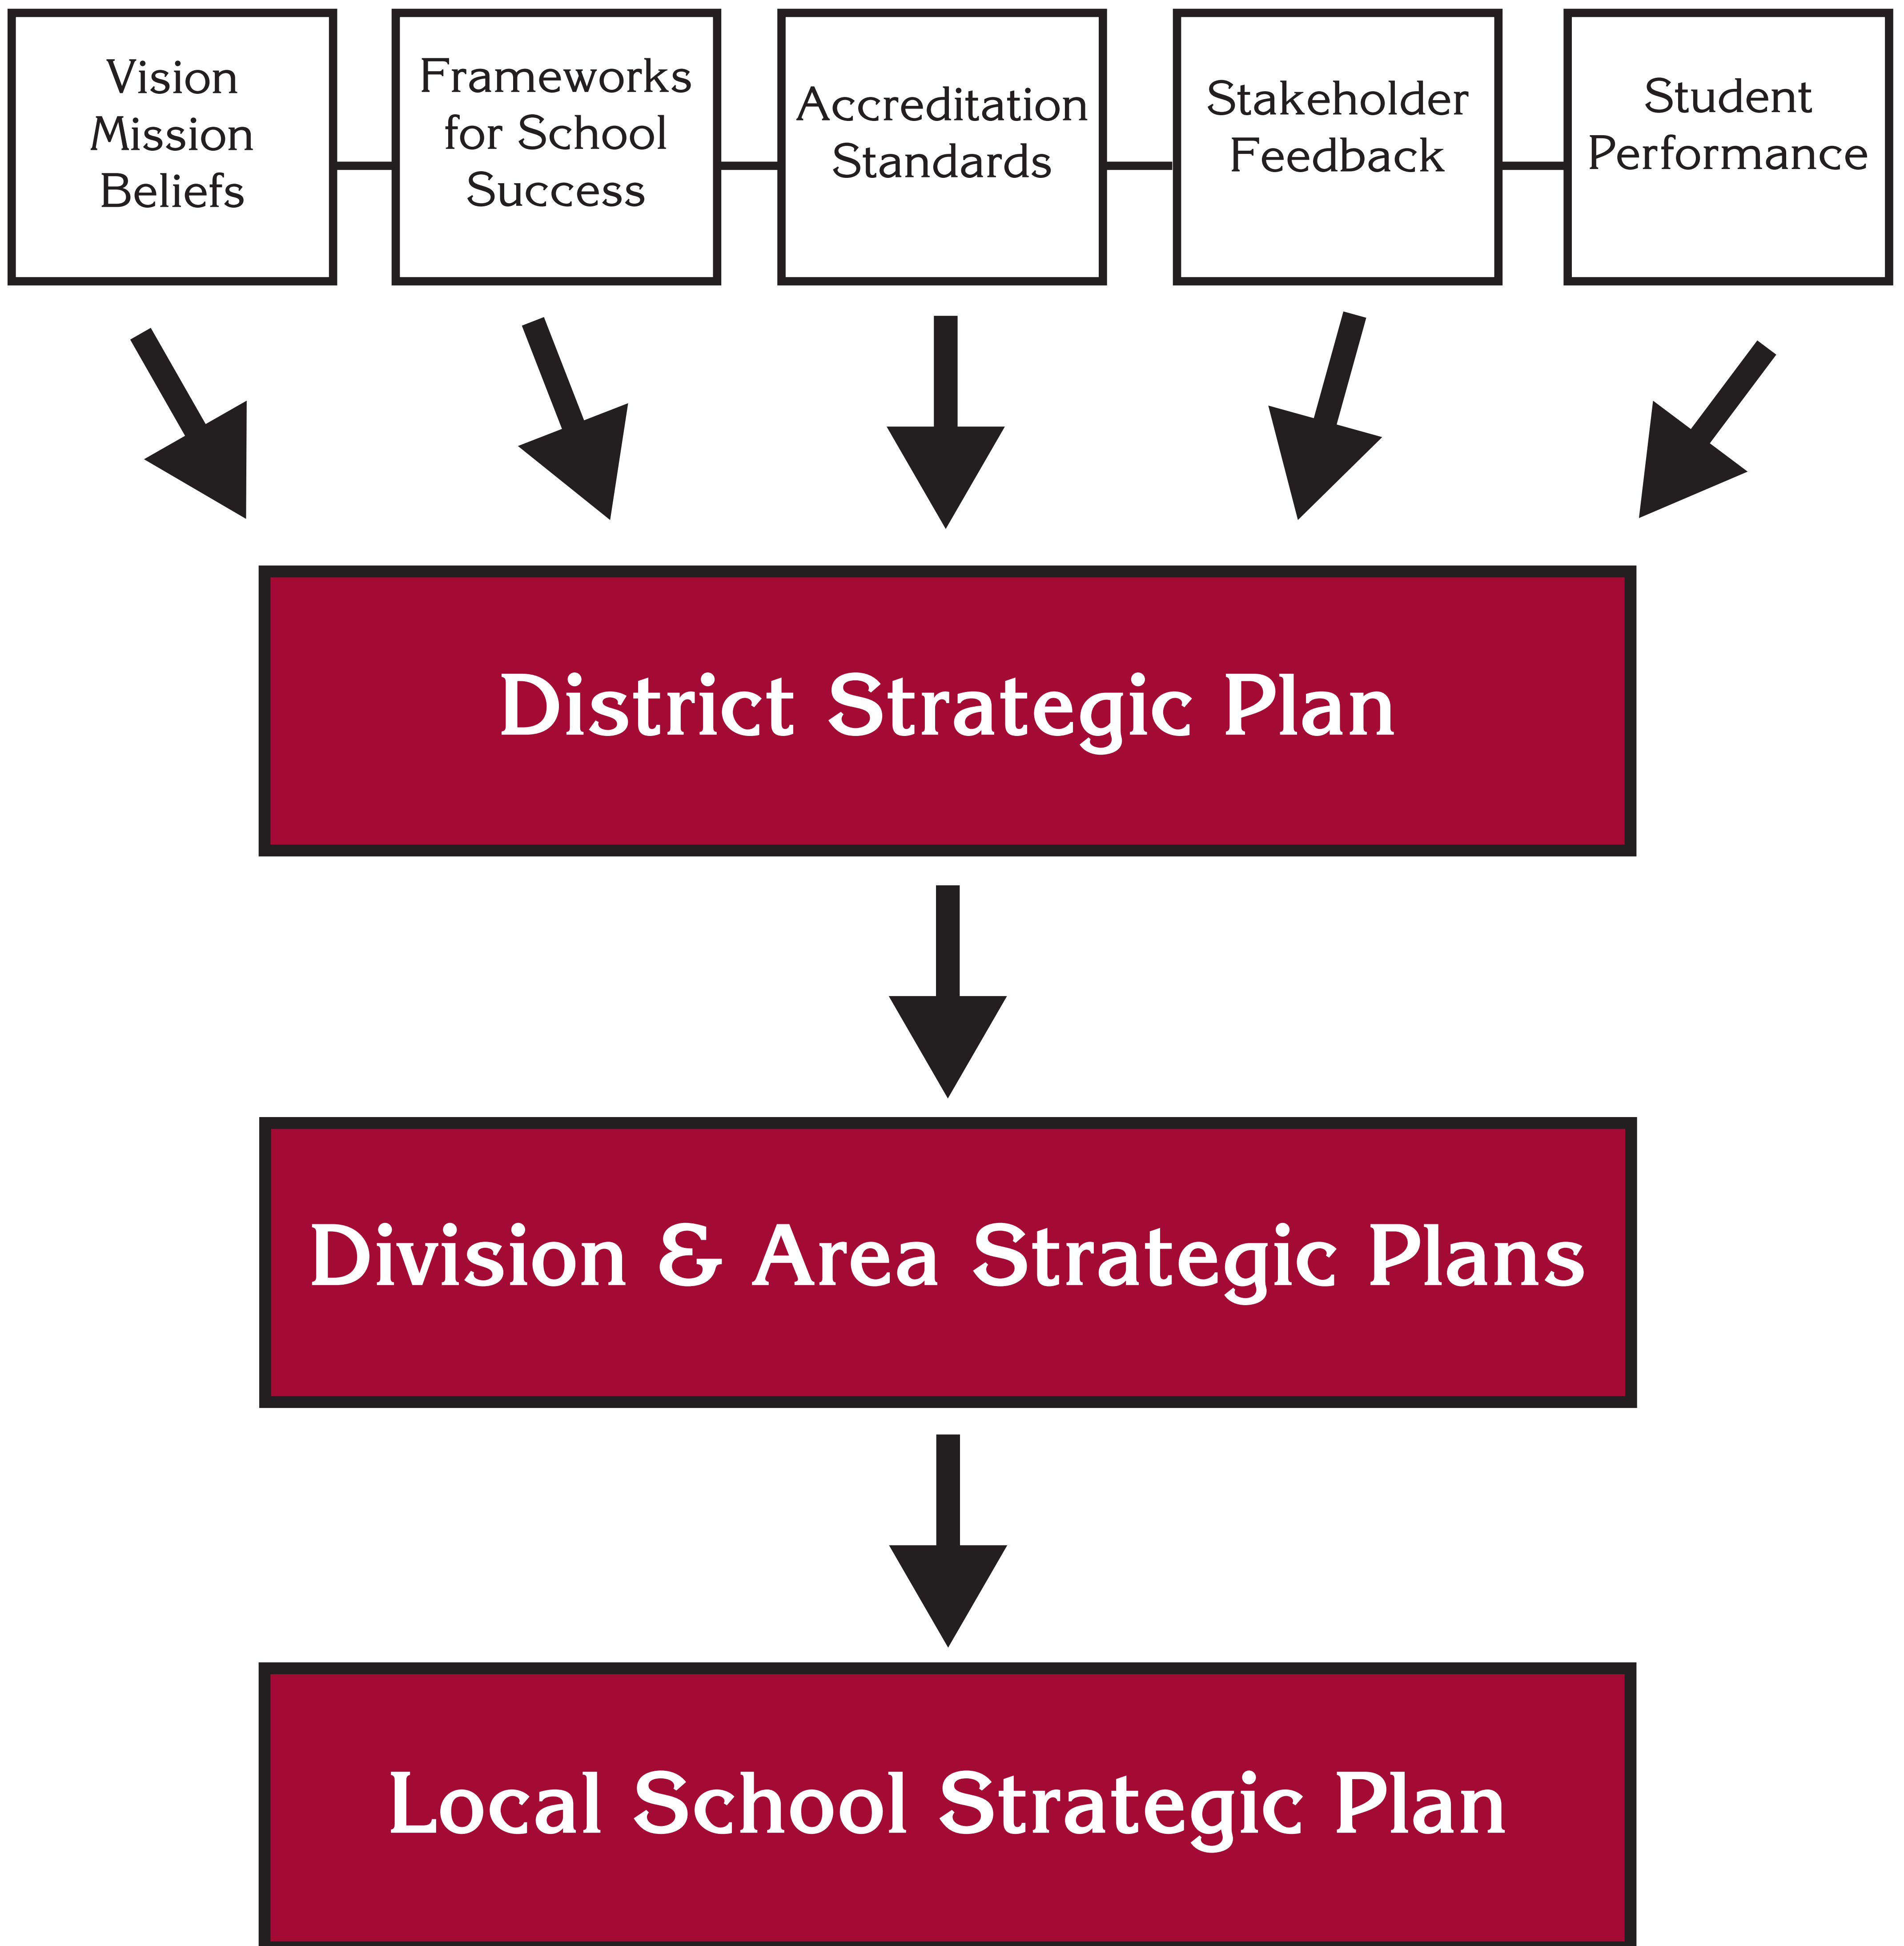 Vision
Mission
Beliefs
Frameworks
for School
Success
Accreditation
Standards
Stakeholder
Feedback
Student
Performance
District Strategic Plan
Division & Area Strategic Plans
Local School Strategic Plan